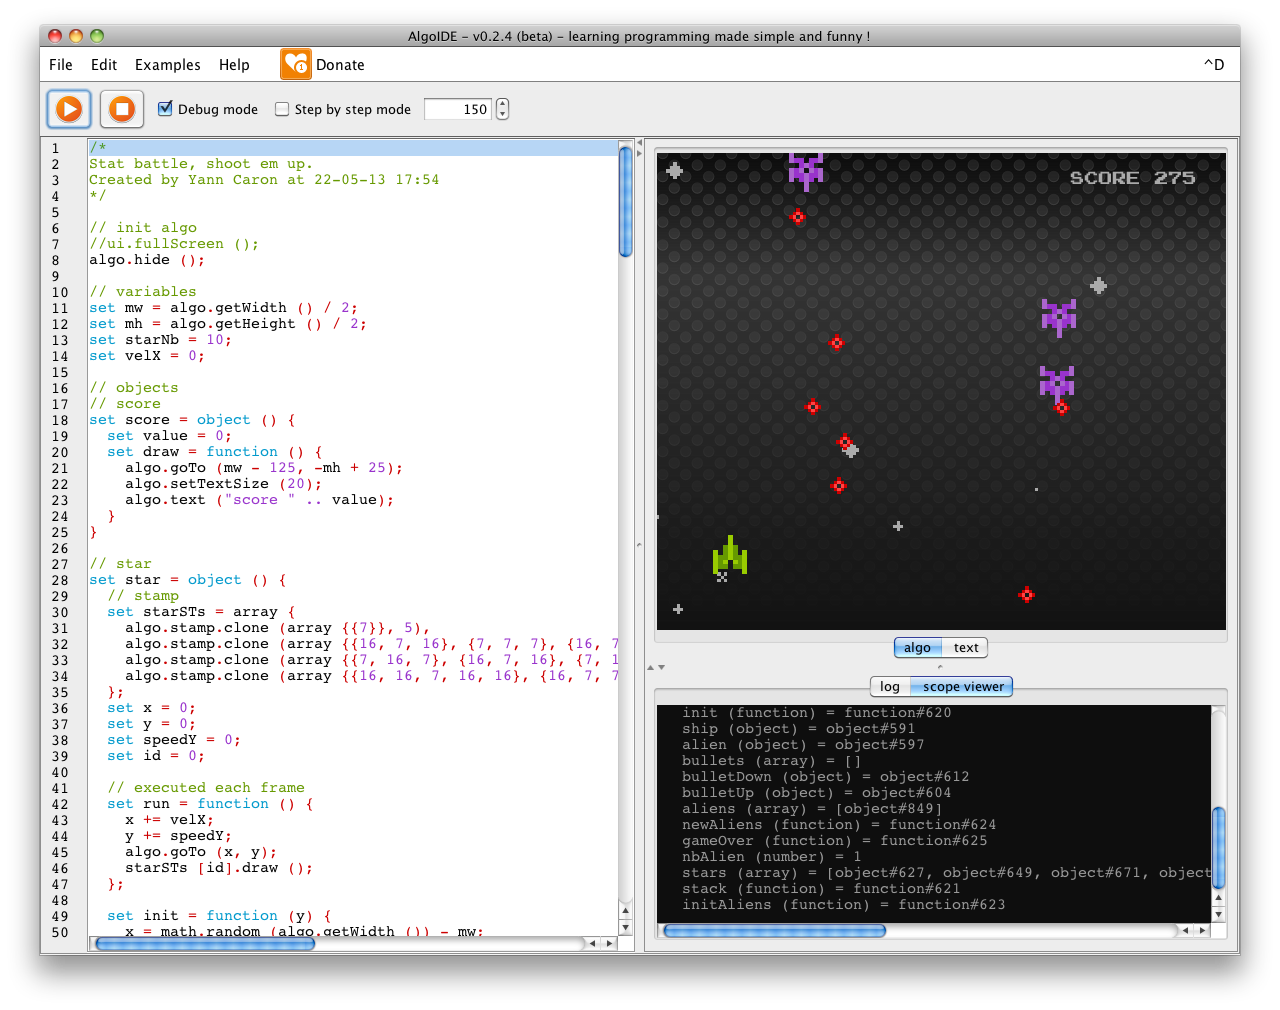 AlgoIDE - v0.2.4 (beta) - learning programming made simple and funny !
File Edit Examples Help Donate ^D
Debug mode Step by step mode 150
1 /*
2 Stat battle, shoot em up.
3 Created by Yann Caron at 22-05-13 17:54
4 */
5
6 // init algo
7 //ui.fullScreen ();
8 algo.hide ();
9
10 // variables
11 set mw = algo.getWidth () / 2;
12 set mh = algo.getHeight () / 2;
13 set starNb = 10;
14 set velX = 0;
15
16 // objects
17 // score
18 set score = object () {
19 set value = 0;
20 set draw = function () {
21 algo.goTo (mw - 125, -mh + 25);
22 algo.setTextSize (20);
23 algo.text ("score " .. value);
24 }
25 }
26
27 // star
28 set star = object () {
29 // stamp
30 set starSTs = array {
31 algo.stamp.clone (array {{7}}, 5),
32 algo.stamp.clone (array {{16, 7, 16}, {7, 7, 7}, {16, 7
33 algo.stamp.clone (array {{7, 16, 7}, {16, 7, 16}, {7, 1
34 algo.stamp.clone (array {{16, 16, 7, 16, 16}, {16, 7, 7
35 };
36 set x = 0;
37 set y = 0;
38 set speedY = 0;
39 set id = 0;
40
41 // executed each frame
42 set run = function () {
43 x += velX;
44 y += speedY;
45 algo.goTo (x, y);
46 starSTs [id].draw ();
47 };
48
49 set init = function (y) {
50 x = math.random (algo.getWidth ()) - mw;
SCORE 275
algo text
log scope viewer
init (function) = function#620
ship (object) = object#591
alien (object) = object#597
bullets (array) = []
bulletDown (object) = object#612
bulletUp (object) = object#604
aliens (array) = [object#849]
newAliens (function) = function#624
gameOver (function) = function#625
nbAlien (number) = 1
stars (array) = [object#627, object#649, object#671, object
stack (function) = function#621
initAliens (function) = function#623